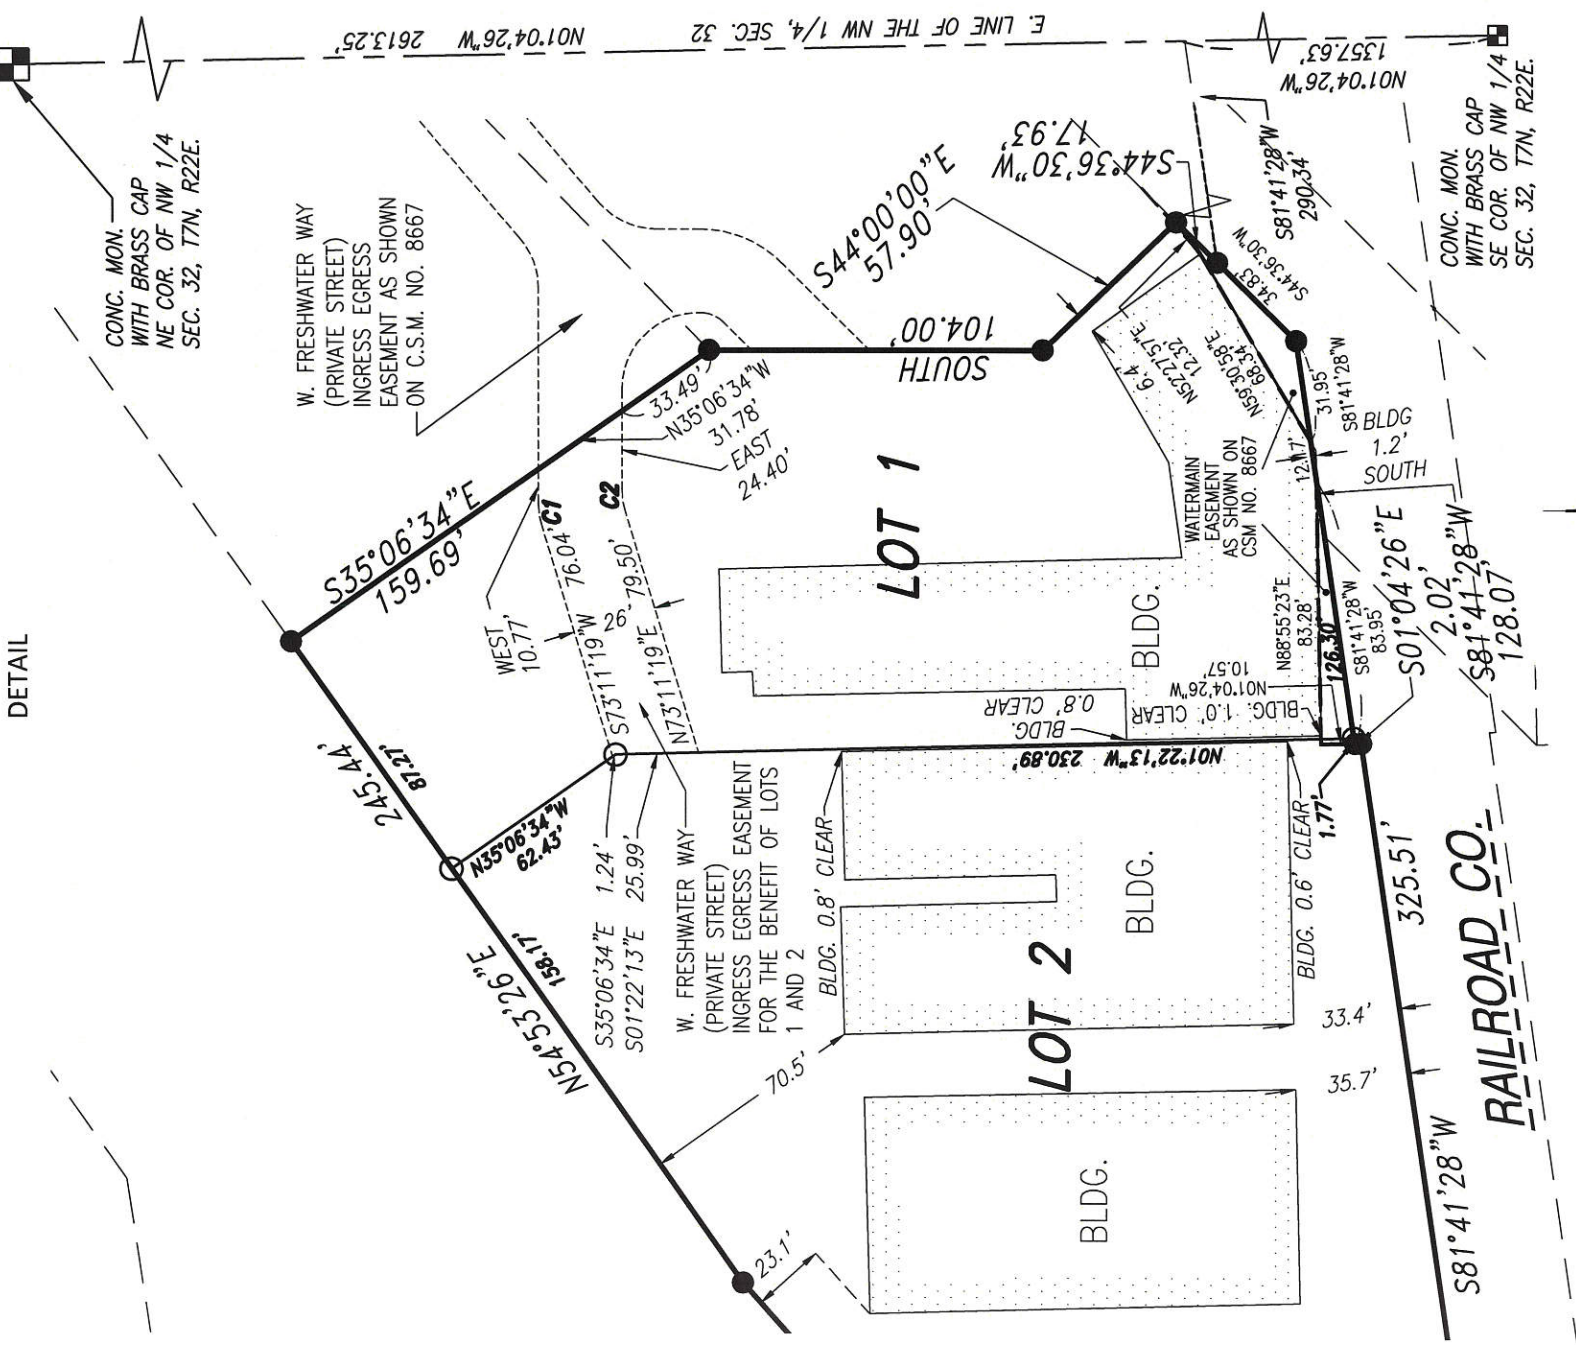 DETAIL
CONC. MON.
WITH BRASS CAP
NE COR. OF NW 1/4
SEC. 32, T7N, R22E.
N01°04'26"W 2613.25'
E. LINE OF THE NW 1/4, SEC. 32
N01°04'26"W
1357.63'
CONC. MON.
WITH BRASS CAP
SE COR. OF NW 1/4
SEC. 32, T7N, R22E.
W. FRESHWATER WAY
(PRIVATE STREET)
INGRESS EGRESS
EASEMENT AS SHOWN
ON C.S.M. NO. 8667
S35°06'34"E
159.69'
SOUTH
104.00'
S44°00'00"E
57.90'
S44°36'30"W
17.93'
S81°41'28"W
290.34'
S44°36'30"W
34.83'
33.49'
N35°06'34"W
31.78'
EAST
24.40'
WEST
10.77'
C1
C2
S73°11'19"W 76.04'
26'
N73°11'19"E 79.50'
6.4'
N52°27'57"E
12.32'
N59°30'58"E
68.34'
WATERMAIN
EASEMENT
AS SHOWN ON
CSM NO. 8667
12.17'
31.95'
S81°41'28"W
BLDG
1.2'
SOUTH
LOT 1
BLDG.
N88°55'23"E
83.28'
126.30'
S81°41'28"W
83.95'
S01°04'26"E
2.02'
S81°41'28"W
128.07'
N01°04'26"W
10.57'
BLDG. 1.0' CLEAR
BLDG.
0.8' CLEAR
N01°22'13"W 230.89'
1.77'
245.44'
87.27'
N35°06'34"W
62.43'
N54°53'26"E
158.17'
S35°06'34"E 1.24'
S01°22'13"E 25.99'
W. FRESHWATER WAY
(PRIVATE STREET)
INGRESS EGRESS EASEMENT
FOR THE BENEFIT OF LOTS
1 AND 2
BLDG. 0.8' CLEAR
BLDG. 0.6' CLEAR
BLDG.
LOT 2
70.5'
33.4'
35.7'
23.1'
BLDG.
325.51'
S81°41'28"W
RAILROAD CO.